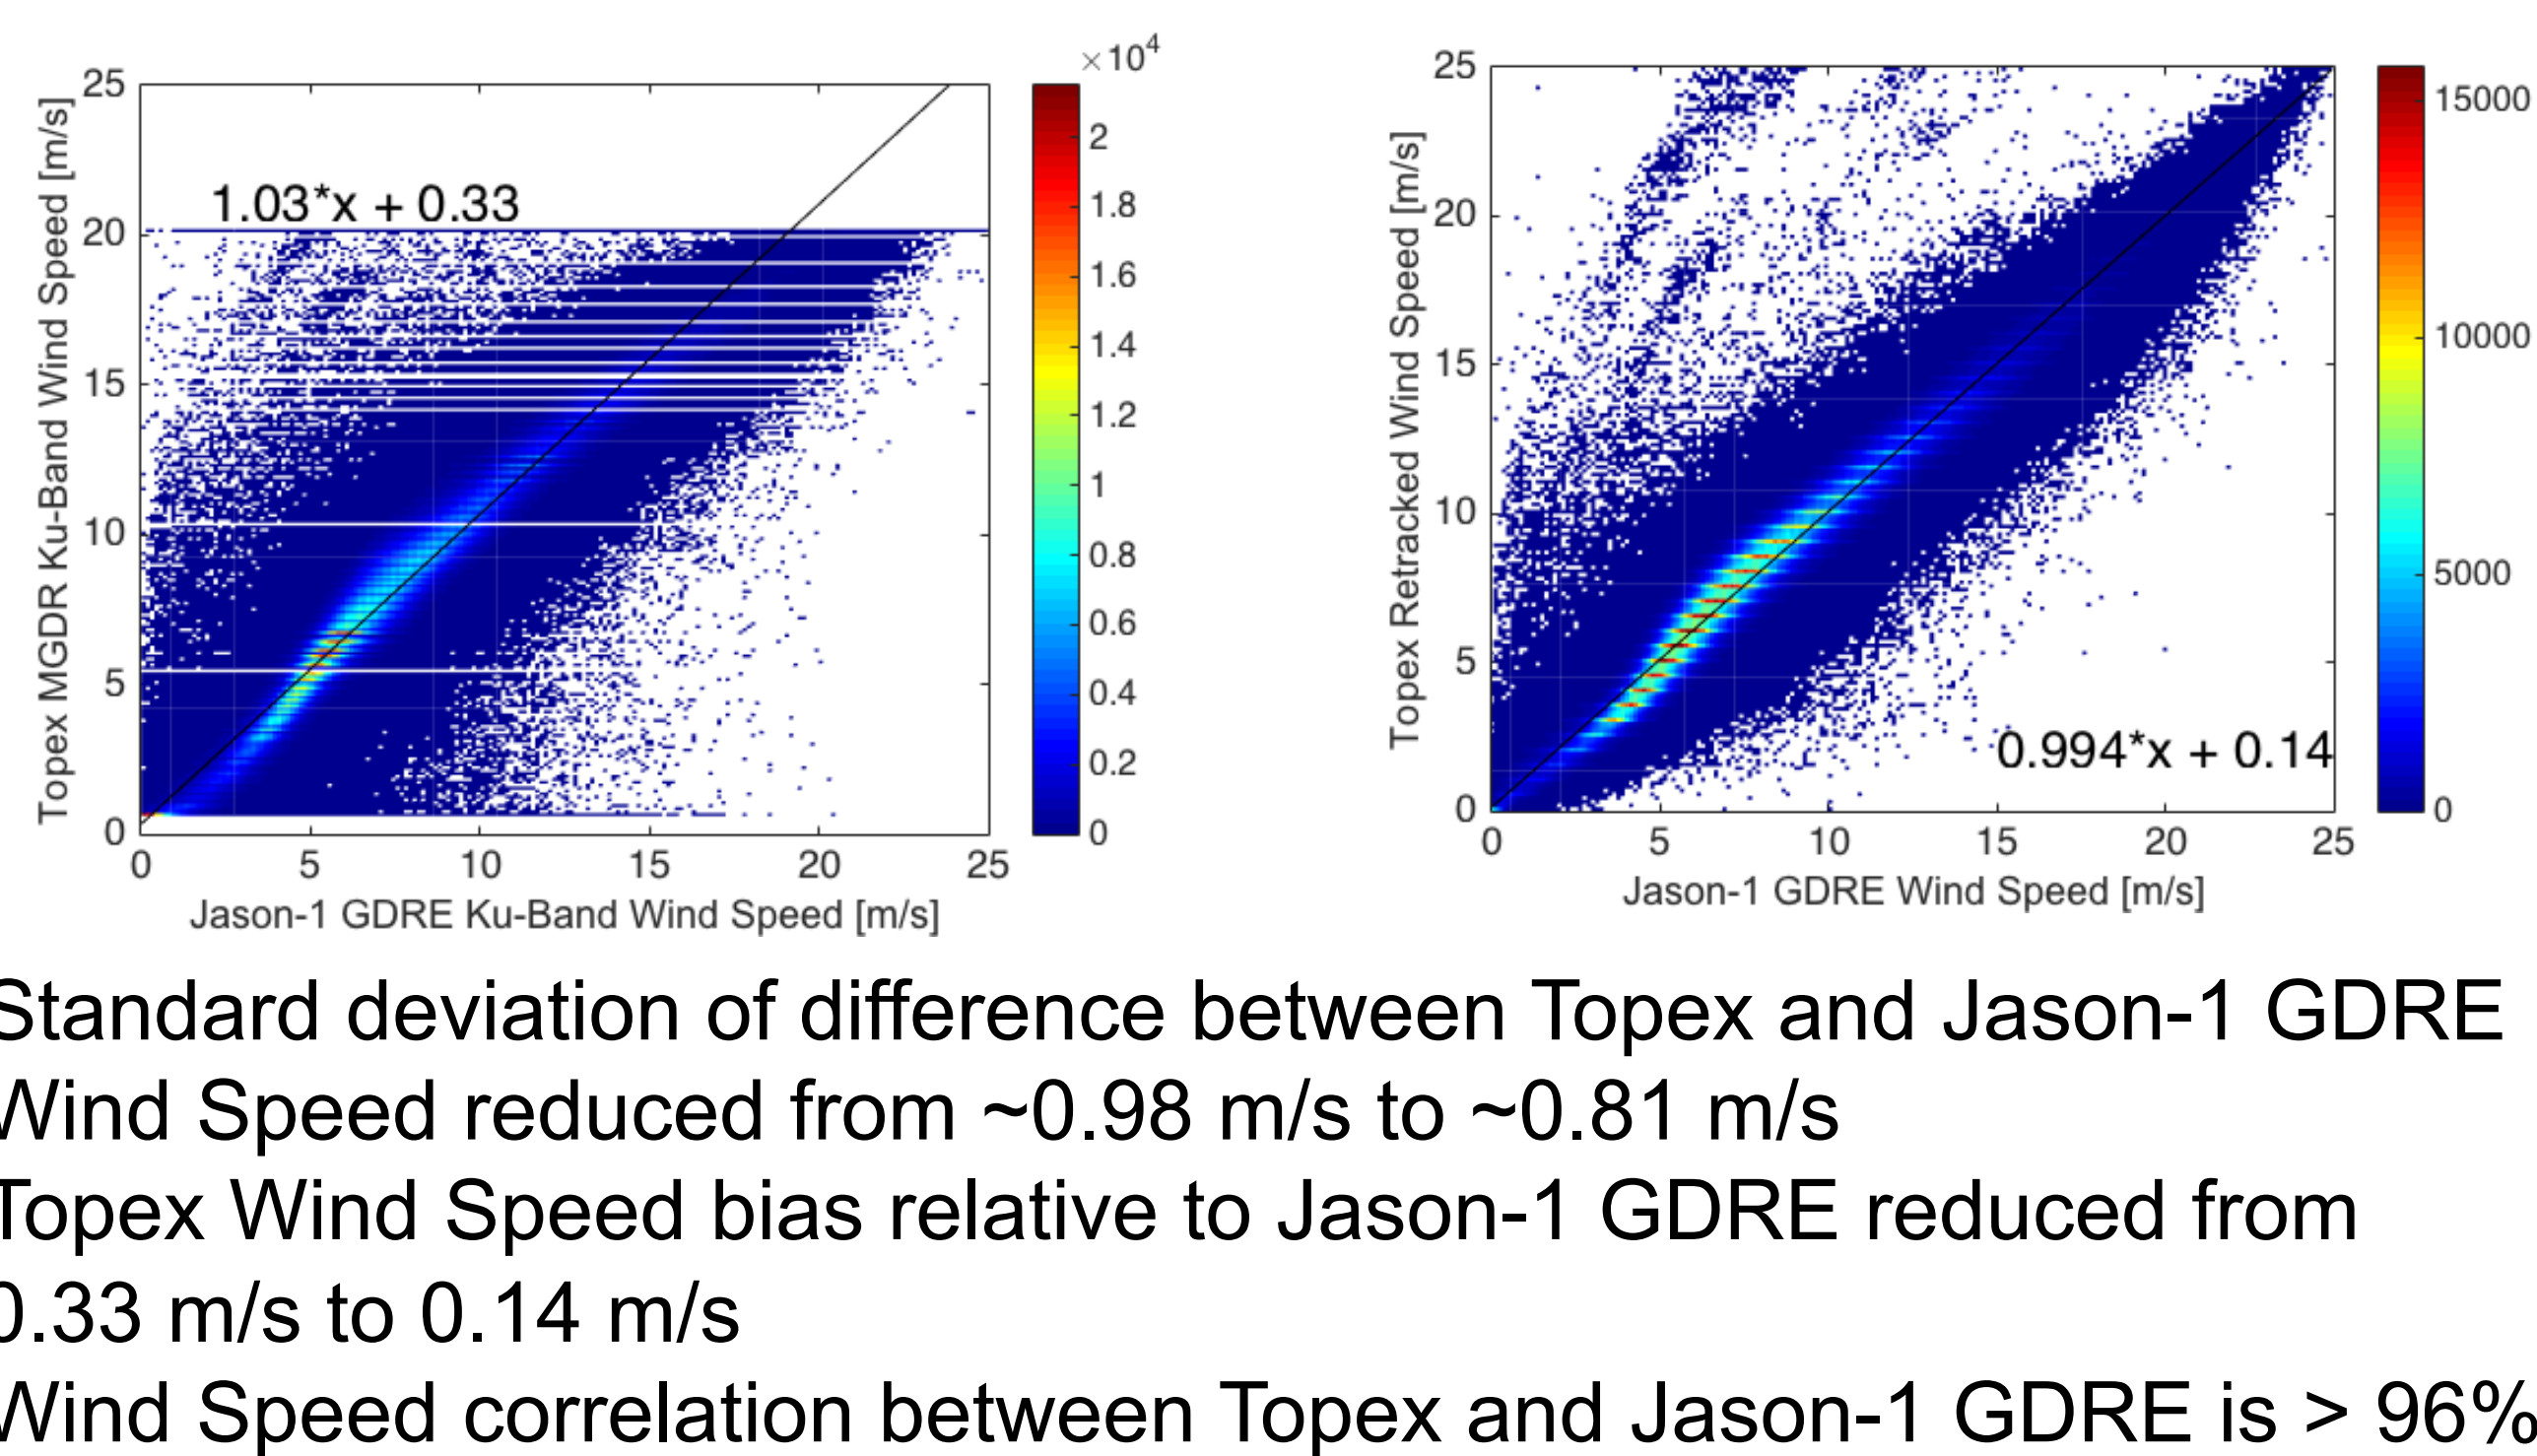 ×10⁴
25
20
15
10
5
0
Topex MGDR Ku-Band Wind Speed [m/s]
1.03*x + 0.33
0 5 10 15 20 25
Jason-1 GDRE Ku-Band Wind Speed [m/s]
2
1.8
1.6
1.4
1.2
1
0.8
0.6
0.4
0.2
0
25
20
15
10
5
0
Topex Retracked Wind Speed [m/s]
0.994*x + 0.14
0 5 10 15 20 25
Jason-1 GDRE Wind Speed [m/s]
15000
10000
5000
0
Standard deviation of difference between Topex and Jason-1 GDRE
Wind Speed reduced from ~0.98 m/s to ~0.81 m/s
Topex Wind Speed bias relative to Jason-1 GDRE reduced from
0.33 m/s to 0.14 m/s
Wind Speed correlation between Topex and Jason-1 GDRE is > 96%